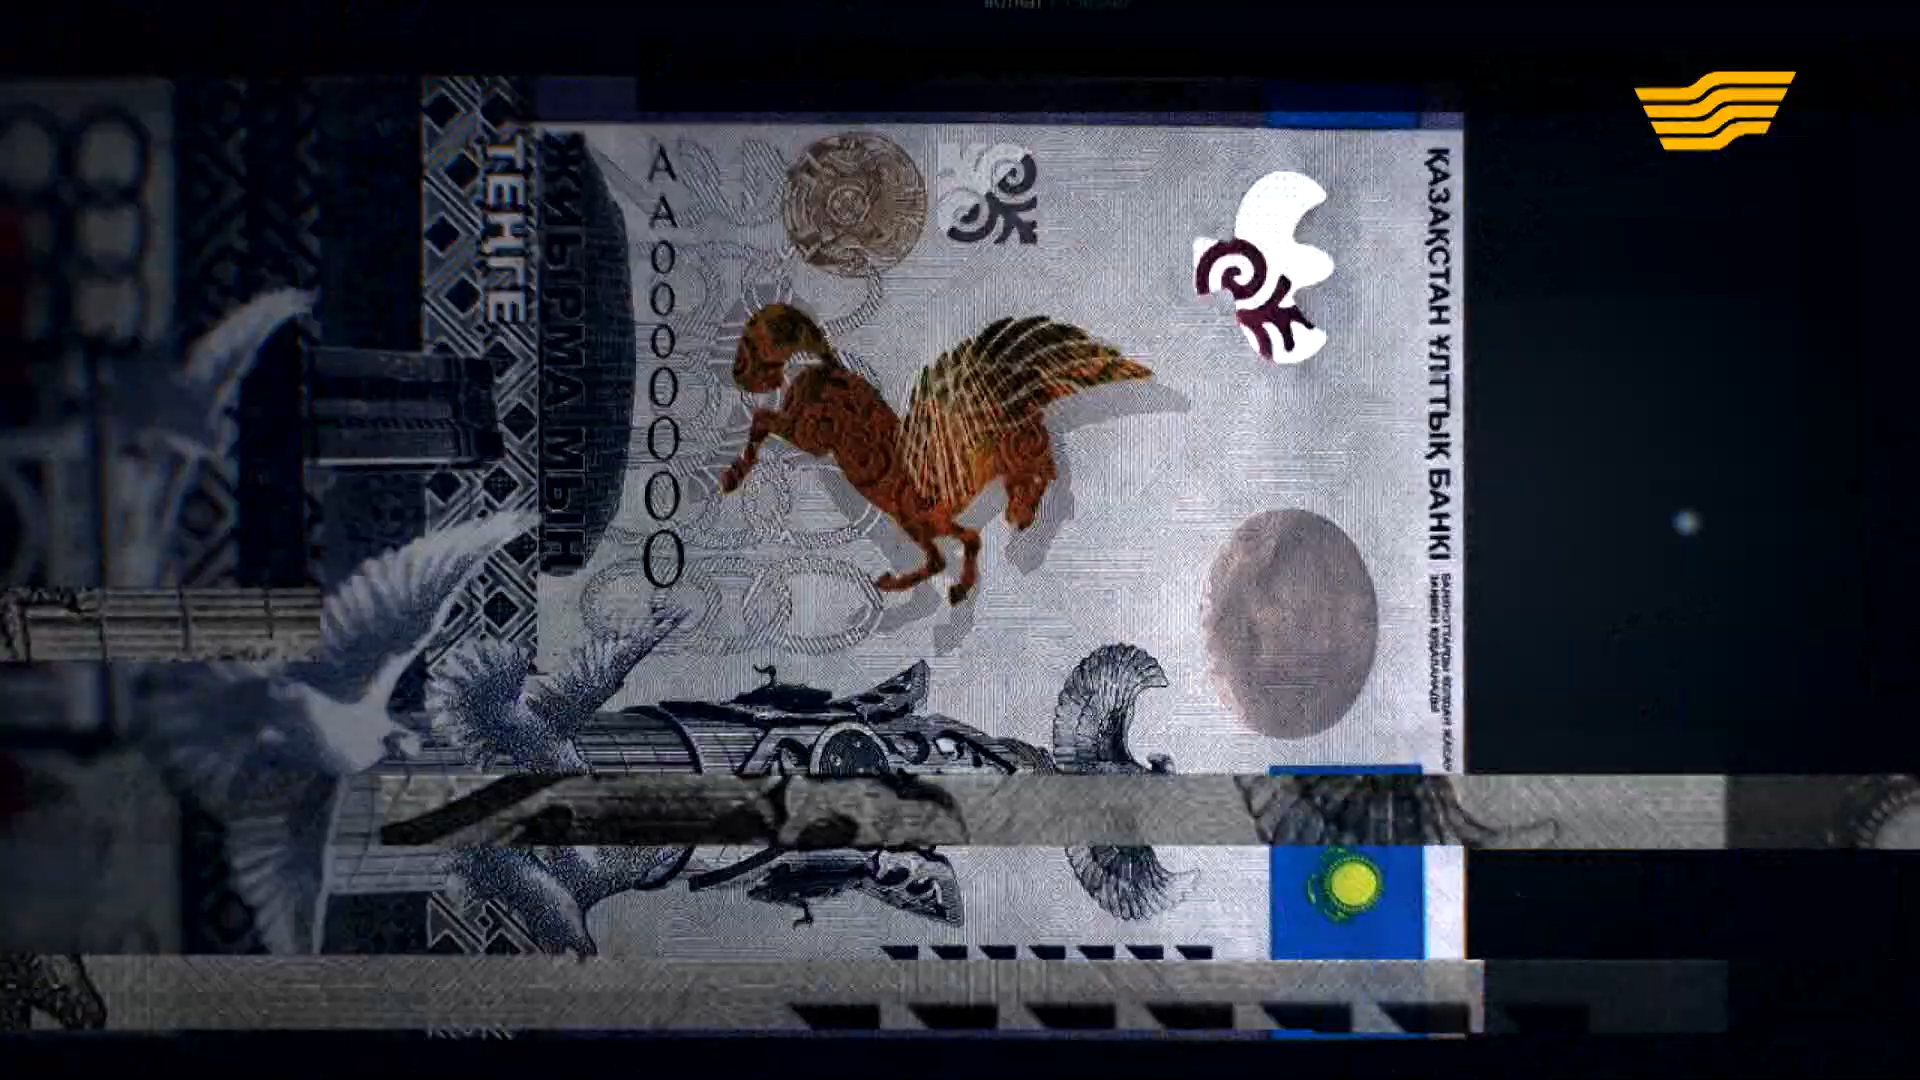 ТЕҢГЕ
ЖИЫРМА МЫҢ
АА0000000
ҚАЗАҚСТАН ҰЛТТЫҚ БАНКІ